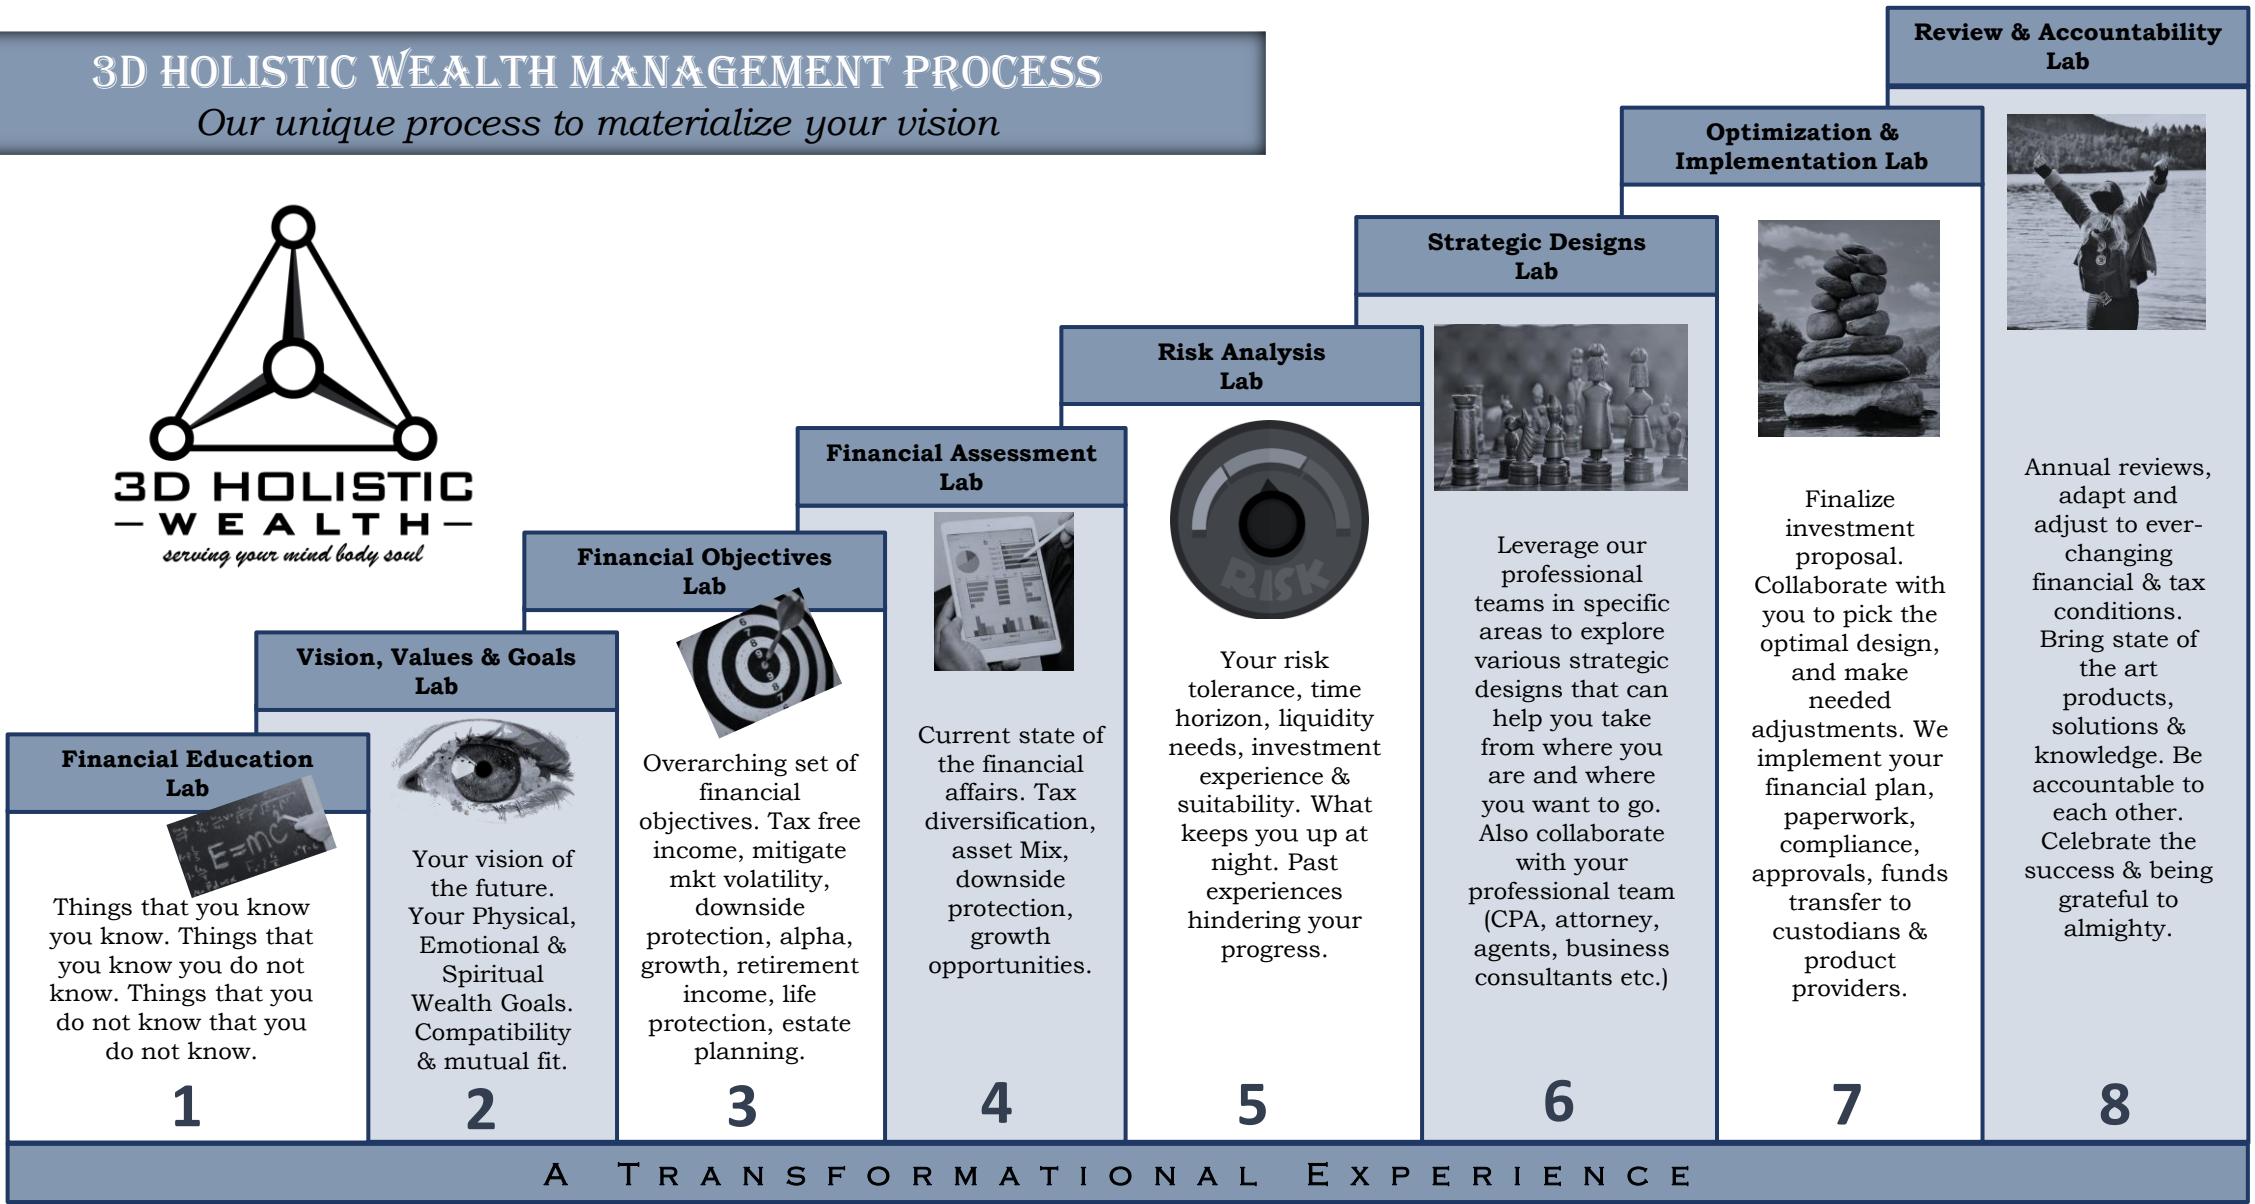 3D HOLISTIC WEALTH MANAGEMENT PROCESS
Our unique process to materialize your vision
3D HOLISTIC
WEALTH
serving your mind body soul
Financial Education
Lab
E=mc²
Things that you know
you know. Things that
you know you do not
know. Things that you
do not know that you
do not know.
1
Vision, Values & Goals
Lab
Your vision of
the future.
Your Physical,
Emotional &
Spiritual
Wealth Goals.
Compatibility
& mutual fit.
2
Financial Objectives
Lab
Overarching set of
financial
objectives. Tax free
income, mitigate
mkt volatility,
downside
protection, alpha,
growth, retirement
income, life
protection, estate
planning.
3
Financial Assessment
Lab
Current state of
the financial
affairs. Tax
diversification,
asset Mix,
downside
protection,
growth
opportunities.
4
Risk Analysis
Lab
RISK
Your risk
tolerance, time
horizon, liquidity
needs, investment
experience &
suitability. What
keeps you up at
night. Past
experiences
hindering your
progress.
5
Strategic Designs
Lab
Leverage our
professional
teams in specific
areas to explore
various strategic
designs that can
help you take
from where you
are and where
you want to go.
Also collaborate
with your
professional team
(CPA, attorney,
agents, business
consultants etc.)
6
Optimization &
Implementation Lab
Finalize
investment
proposal.
Collaborate with
you to pick the
optimal design,
and make
needed
adjustments. We
implement your
financial plan,
paperwork,
compliance,
approvals, funds
transfer to
custodians &
product
providers.
7
Review & Accountability
Lab
Annual reviews,
adapt and
adjust to ever-
changing
financial & tax
conditions.
Bring state of
the art
products,
solutions &
knowledge. Be
accountable to
each other.
Celebrate the
success & being
grateful to
almighty.
8
A TRANSFORMATIONAL EXPERIENCE